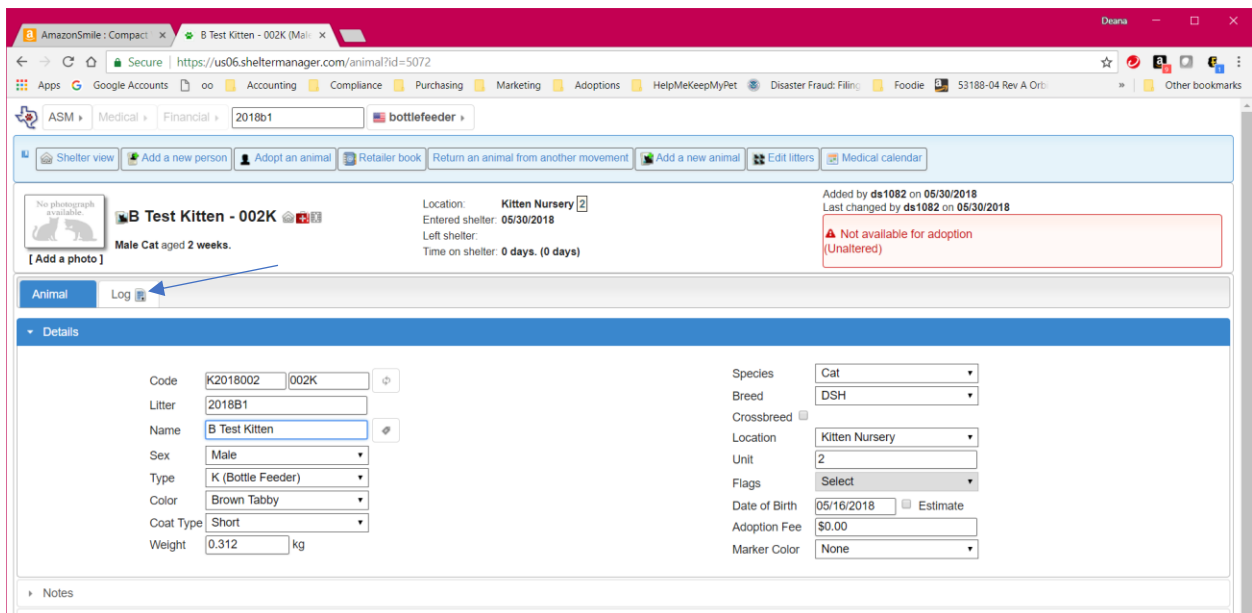 Deana
AmazonSmile : Compact
B Test Kitten - 002K (Male
Secure | https://us06.sheltermanager.com/animal?id=5072
Apps Google Accounts oo Accounting Compliance Purchasing Marketing Adoptions HelpMeKeepMyPet Disaster Fraud: Filing Foodie 53188-04 Rev A Orb » Other bookmarks
ASM Medical Financial 2018b1 bottlefeeder
Shelter view Add a new person Adopt an animal Retailer book Return an animal from another movement Add a new animal Edit litters Medical calendar
No photograph available.
[ Add a photo ]
B Test Kitten - 002K
Male Cat aged 2 weeks.
Location: Kitten Nursery 2
Entered shelter: 05/30/2018
Left shelter:
Time on shelter: 0 days. (0 days)
Added by ds1082 on 05/30/2018
Last changed by ds1082 on 05/30/2018
Not available for adoption
(Unaltered)
Animal Log
Details
Code K2018002 002K
Litter 2018B1
Name B Test Kitten
Sex Male
Type K (Bottle Feeder)
Color Brown Tabby
Coat Type Short
Weight 0.312 kg
Species Cat
Breed DSH
Crossbreed
Location Kitten Nursery
Unit 2
Flags Select
Date of Birth 05/16/2018 Estimate
Adoption Fee $0.00
Marker Color None
Notes